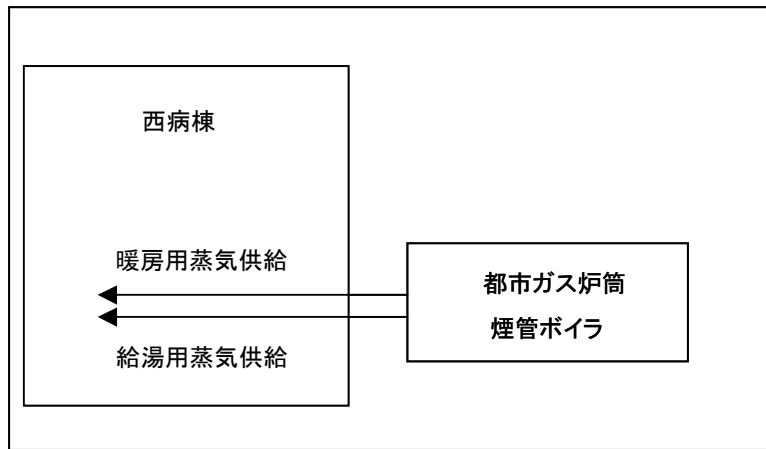 西病棟
暖房用蒸気供給
都市ガス炉筒
煙管ボイラ
給湯用蒸気供給